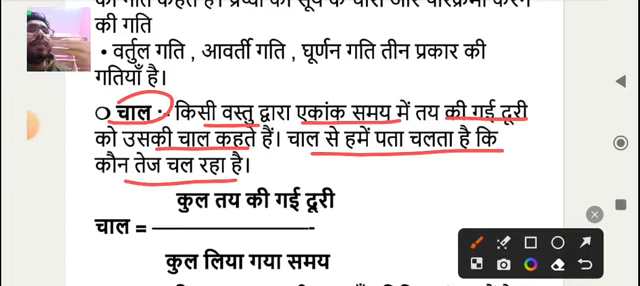 की गति
• वर्तुल गति , आवर्ती गति , घूर्णन गति तीन प्रकार की
गतियाँ है।
❍ चाल :- किसी वस्तु द्वारा एकांक समय में तय की गई दूरी
को उसकी चाल कहते हैं। चाल से हमें पता चलता है कि
कौन तेज चल रहा है।
कुल तय की गई दूरी
चाल = ——————-
कुल लिया गया समय